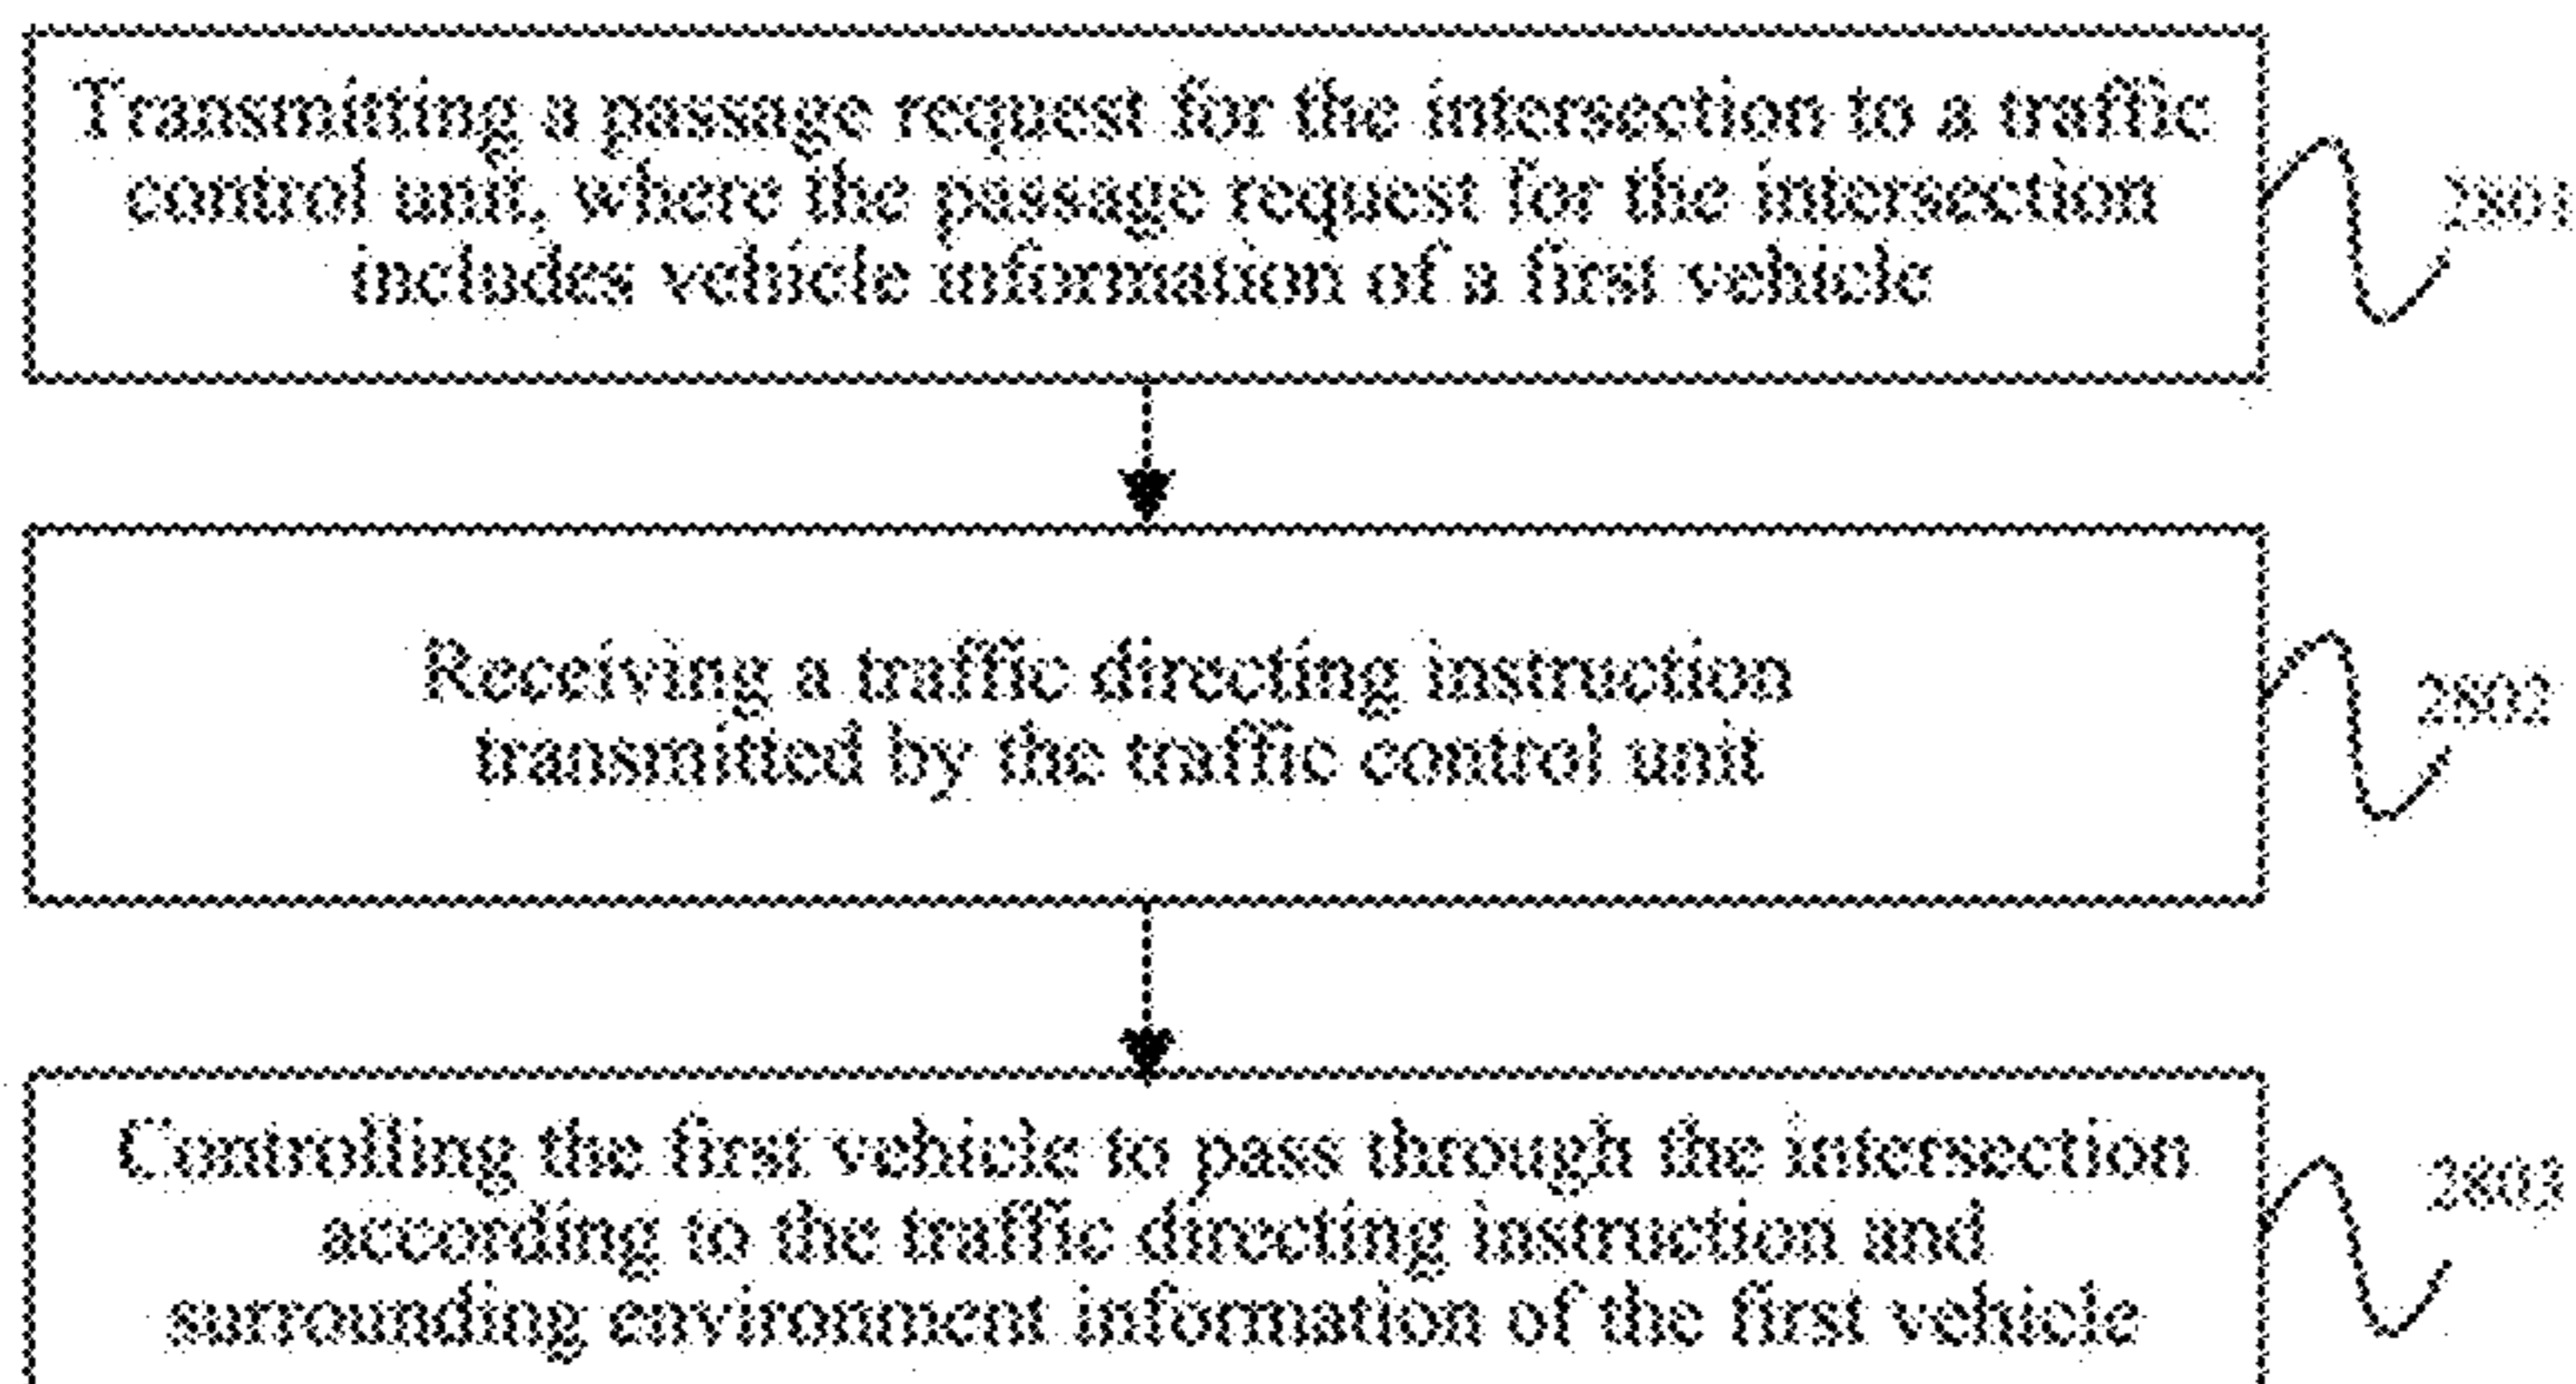 Transmitting a passage request for the intersection to a traffic
control unit, where the passage request for the intersection
includes vehicle information of a first vehicle
2801
Receiving a traffic directing instruction
transmitted by the traffic control unit
2802
Controlling the first vehicle to pass through the intersection
according to the traffic directing instruction and
surrounding environment information of the first vehicle
2803